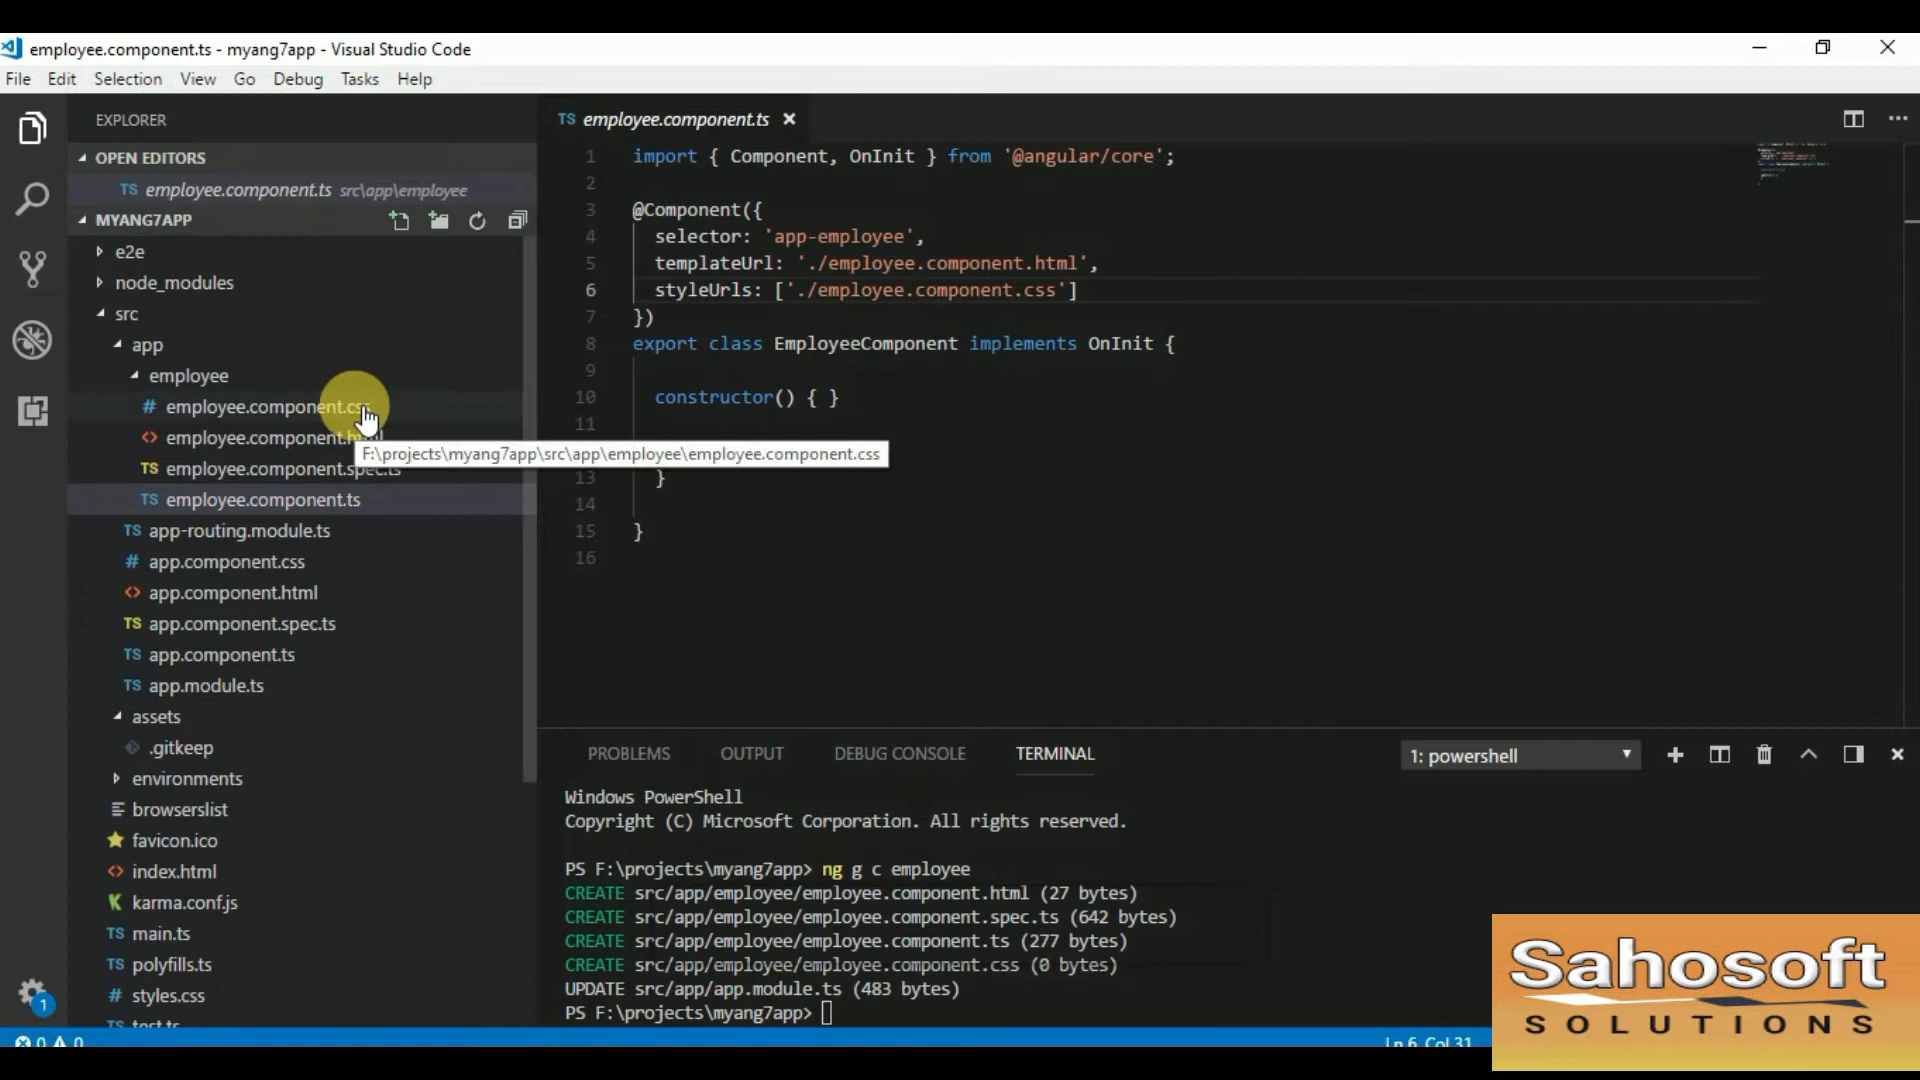 employee.component.ts - myang7app - Visual Studio Code
File Edit Selection View Go Debug Tasks Help
EXPLORER
OPEN EDITORS
TS employee.component.ts src\app\employee
MYANG7APP
e2e
node_modules
src
app
employee
# employee.component.css
<> employee.component.html
TS employee.component.spec.ts
TS employee.component.ts
TS app-routing.module.ts
# app.component.css
<> app.component.html
TS app.component.spec.ts
TS app.component.ts
TS app.module.ts
assets
.gitkeep
environments
browserslist
favicon.ico
<> index.html
K karma.conf.js
TS main.ts
TS polyfills.ts
# styles.css
TS test.ts
1
0 0
F:\projects\myang7app\src\app\employee\employee.component.css
TS employee.component.ts
1 import { Component, OnInit } from '@angular/core';
2
3 @Component({
4 selector: 'app-employee',
5 templateUrl: './employee.component.html',
6 styleUrls: ['./employee.component.css']
7 })
8 export class EmployeeComponent implements OnInit {
9
10 constructor() { }
11
13 }
14
15 }
16
PROBLEMS OUTPUT DEBUG CONSOLE TERMINAL 1: powershell
Windows PowerShell
Copyright (C) Microsoft Corporation. All rights reserved.
PS F:\projects\myang7app> ng g c employee
CREATE src/app/employee/employee.component.html (27 bytes)
CREATE src/app/employee/employee.component.spec.ts (642 bytes)
CREATE src/app/employee/employee.component.ts (277 bytes)
CREATE src/app/employee/employee.component.css (0 bytes)
UPDATE src/app/app.module.ts (483 bytes)
PS F:\projects\myang7app>
Ln 6, Col 31
Sahosoft
SOLUTIONS